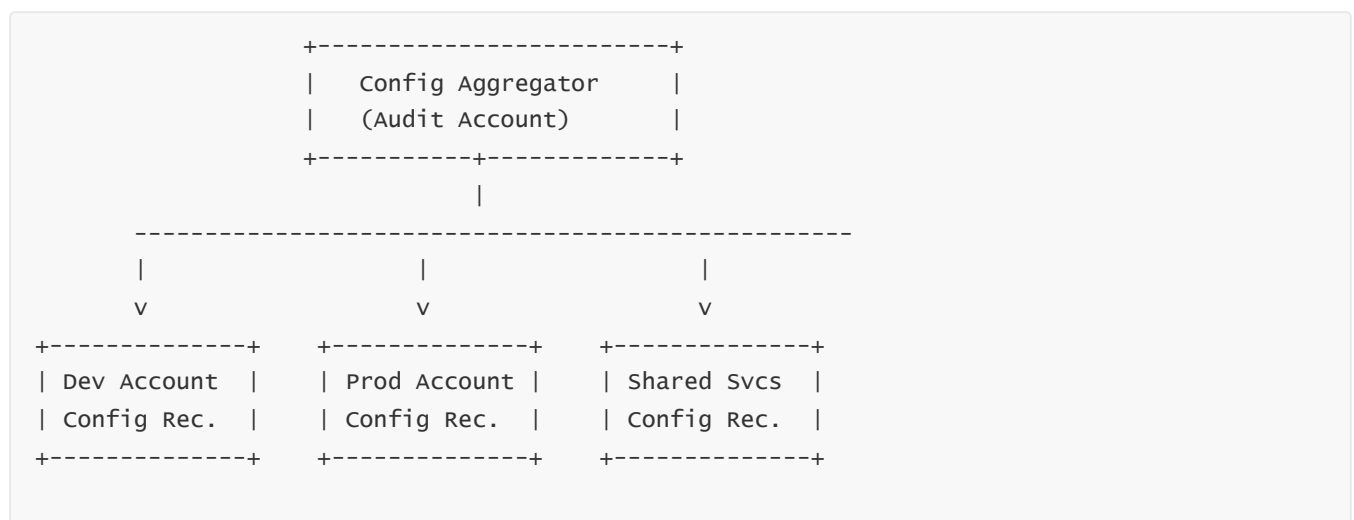 +-------------------------+
|   Config Aggregator     |
|   (Audit Account)       |
+-----------+-------------+
|
---------------------------------------------------
|                   |                   |
v                   v                   v
+--------------+    +--------------+    +--------------+
| Dev Account  |    | Prod Account |    | Shared Svcs  |
| Config Rec.  |    | Config Rec.  |    | Config Rec.  |
+--------------+    +--------------+    +--------------+